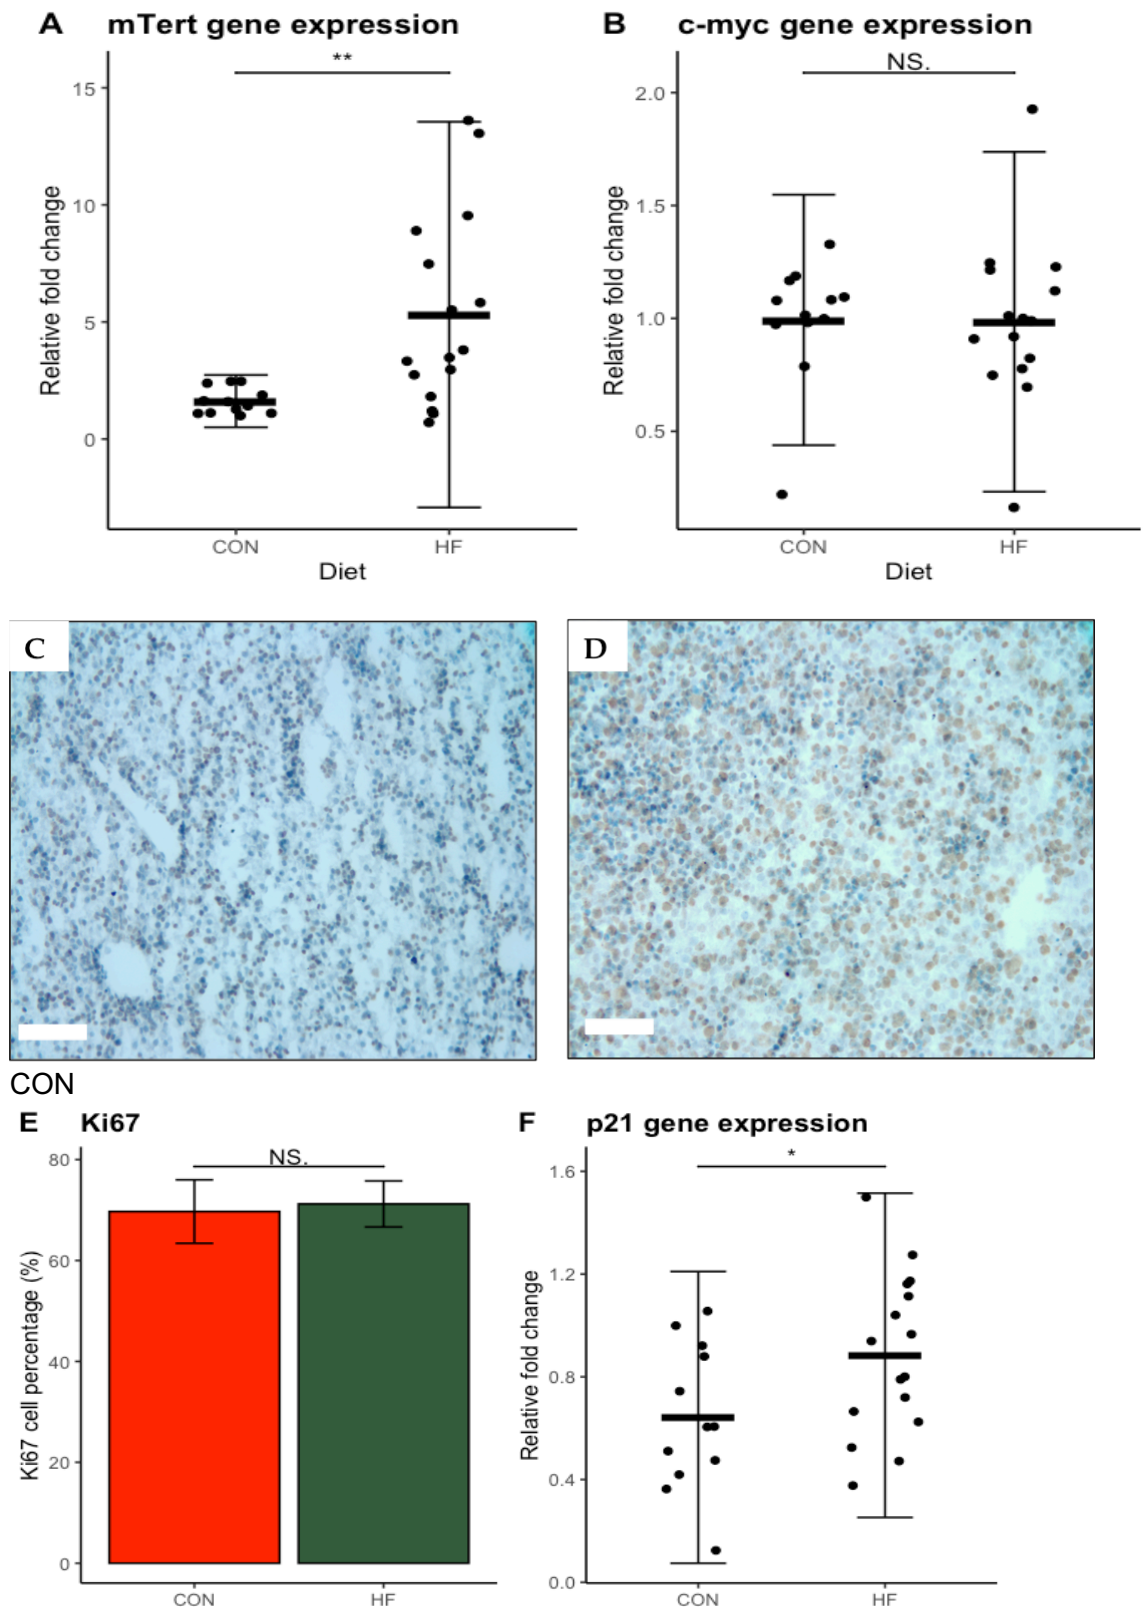 A mTert gene expression
B c-myc gene expression
**
NS.
15
10
5
0
Relative fold change
CON HF
Diet
2.0
1.5
1.0
0.5
Relative fold change
CON HF
Diet
C
D
CON
E Ki67
F p21 gene expression
NS.
*
80
60
40
20
0
Ki67 cell percentage (%)
CON HF
1.6
1.2
0.8
0.4
0.0
Relative fold change
CON HF